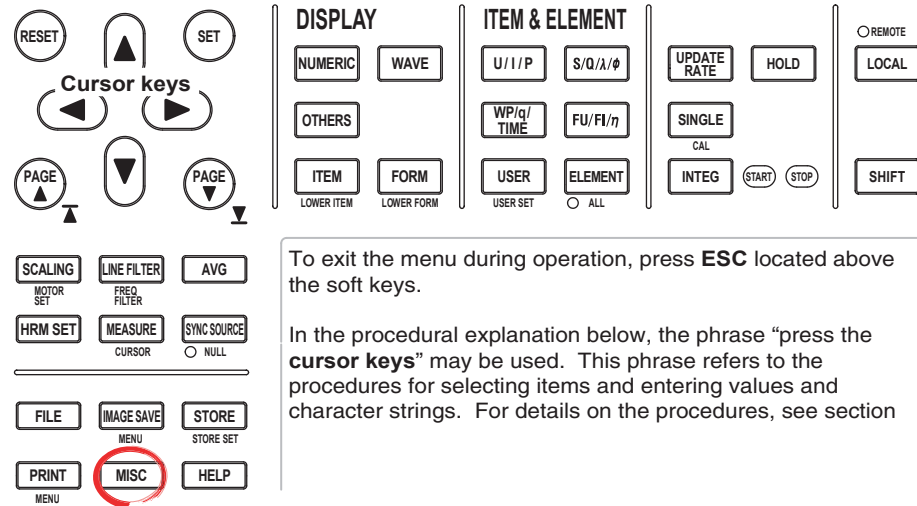 RESET
SET
Cursor keys
PAGE
PAGE
DISPLAY
NUMERIC WAVE
OTHERS
ITEM FORM
LOWER ITEM LOWER FORM
ITEM & ELEMENT
U / I / P S/Q/λ/ϕ
WP/q/
TIME
FU/FI/η
USER ELEMENT
USER SET ALL
UPDATE
RATE
HOLD
SINGLE
CAL
INTEG START STOP
REMOTE
LOCAL
SHIFT
SCALING LINE FILTER AVG
MOTOR
SET
FREQ
FILTER
HRM SET MEASURE SYNC SOURCE
CURSOR NULL
FILE IMAGE SAVE STORE
MENU STORE SET
PRINT MISC HELP
MENU
To exit the menu during operation, press ESC located above
the soft keys.
In the procedural explanation below, the phrase “press the
cursor keys” may be used. This phrase refers to the
procedures for selecting items and entering values and
character strings. For details on the procedures, see section